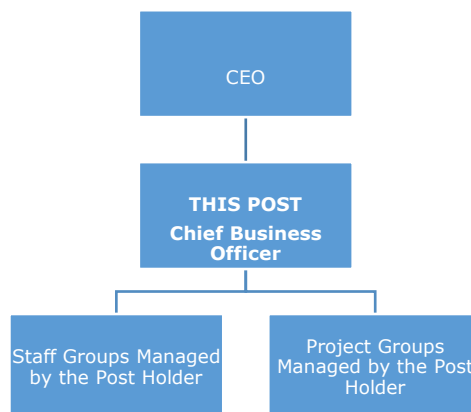 CEO
THIS POST
Chief Business
Officer
Staff Groups Managed
by the Post Holder
Project Groups
Managed by the Post
Holder